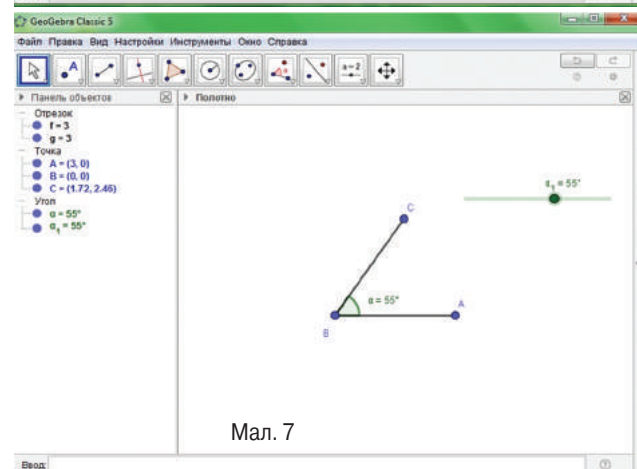 GeoGebra Classic 5
Файл Правка Вид Настройки Инструменты Окно Справка
a=2
Панель объектов
Полотно
Отрезок
f = 3
g = 3
Точка
A = (3, 0)
B = (0, 0)
C = (1.72, 2.46)
Угол
α = 55°
α₁ = 55°
α₁ = 55°
C
α = 55°
A
B
Мал. 7
Ввод: